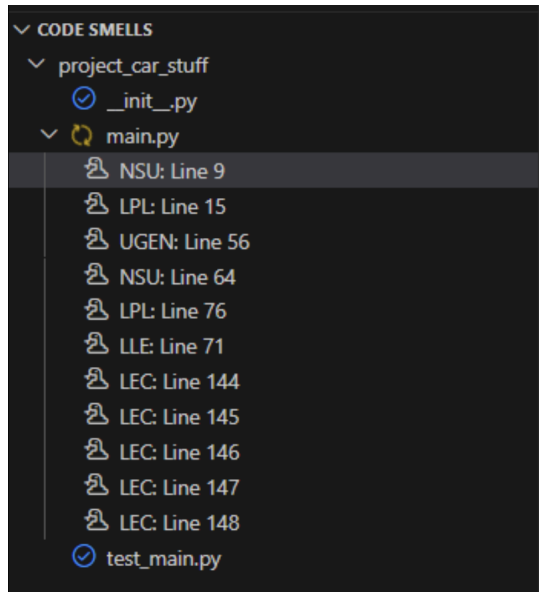 CODE SMELLS
project_car_stuff
__init__.py
main.py
NSU: Line 9
LPL: Line 15
UGEN: Line 56
NSU: Line 64
LPL: Line 76
LLE: Line 71
LEC: Line 144
LEC: Line 145
LEC: Line 146
LEC: Line 147
LEC: Line 148
test_main.py